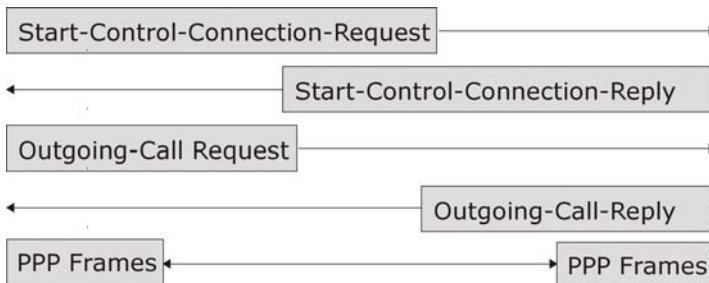 Start-Control-Connection-Request
Start-Control-Connection-Reply
Outgoing-Call Request
Outgoing-Call-Reply
PPP Frames PPP Frames